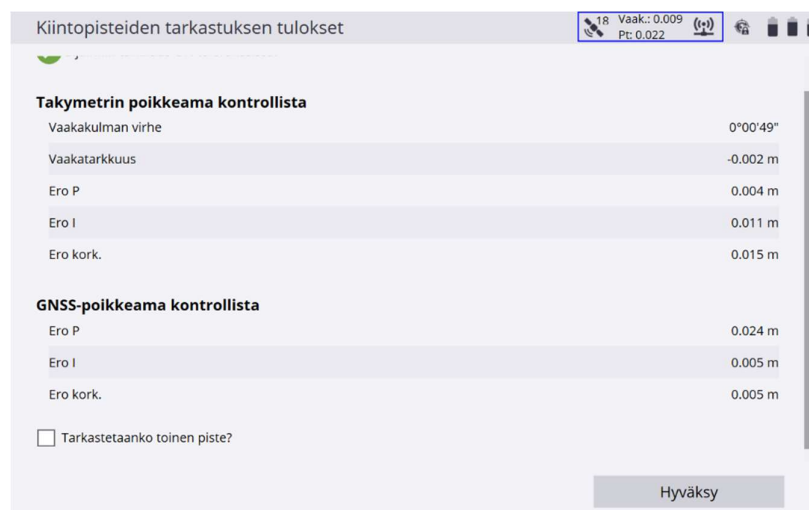 Kiintopisteiden tarkastuksen tulokset
18 Vaak.: 0.009
Pt: 0.022
Takymetrin poikkeama kontrollista
Vaakakulman virhe 0°00'49"
Vaakatarkkuus -0.002 m
Ero P 0.004 m
Ero I 0.011 m
Ero kork. 0.015 m
GNSS-poikkeama kontrollista
Ero P 0.024 m
Ero I 0.005 m
Ero kork. 0.005 m
Tarkastetaanko toinen piste?
Hyväksy